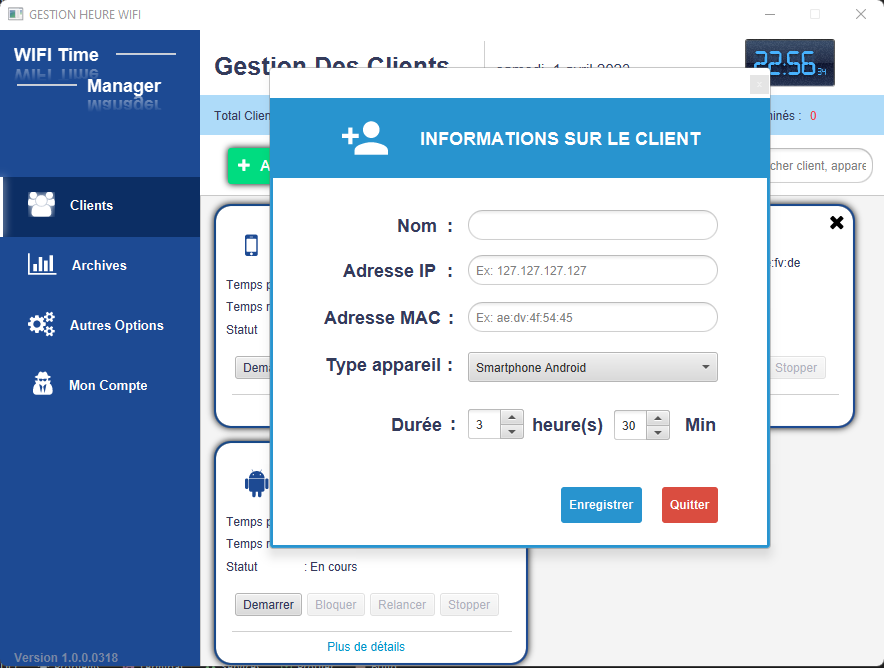 GESTION HEURE WIFI
WIFI Time
Manager
Clients
Archives
Autres Options
Mon Compte
Version 1.0.0.0318
Gestion Des Clients
samedi, 1 avril 2023
22:56 34
Total Clien
inés : 0
+ A
cher client, appare
INFORMATIONS SUR LE CLIENT
Nom :
Adresse IP : Ex: 127.127.127.127
Adresse MAC : Ex: ae:dv:4f:54:45
Type appareil : Smartphone Android
Durée : 3 heure(s) 30 Min
Enregistrer Quitter
Temps p
Temps r
Statut
Dema
:fv:de
Stopper
Temps p
Temps r
Statut : En cours
Demarrer Bloquer Relancer Stopper
Plus de détails